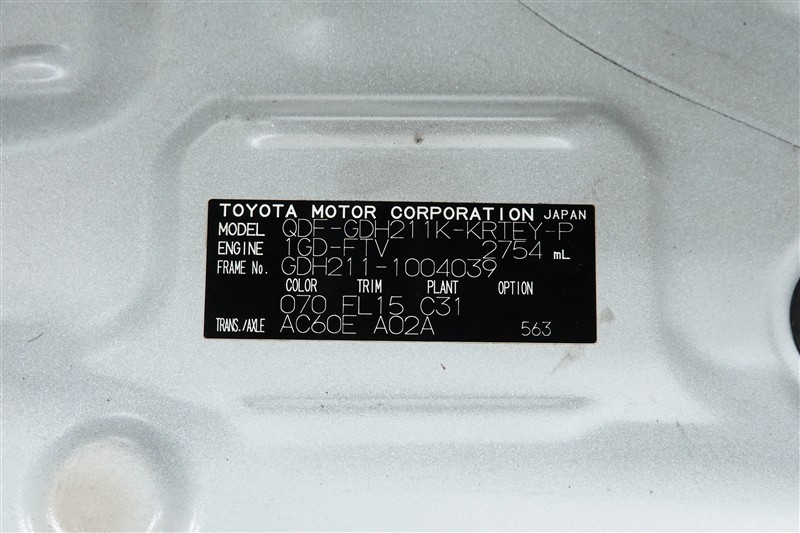 TOYOTA MOTOR CORPORATION JAPAN
MODEL QDF-GDH211K-KRTEY-P
ENGINE 1GD-FTV 2754 mL
FRAME No. GDH211-1004039
COLOR TRIM PLANT OPTION
070 FL15 C31
TRANS./AXLE AC60E A02A 563